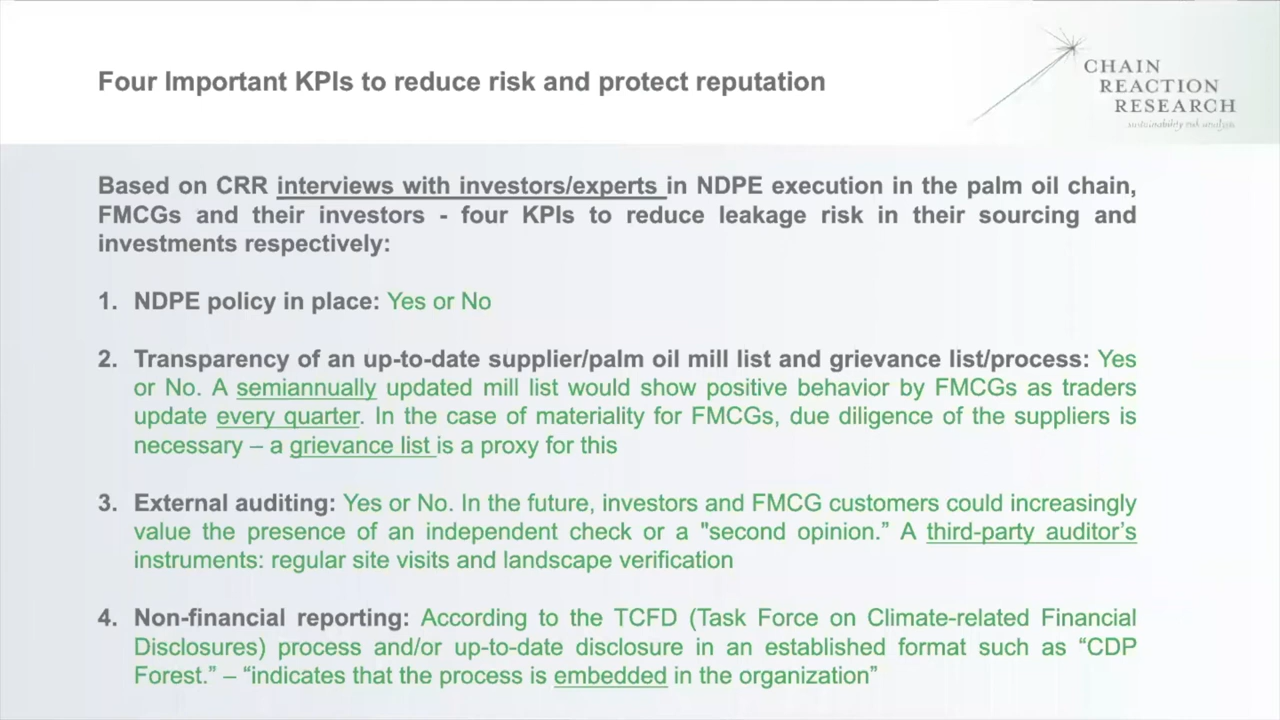 Four Important KPIs to reduce risk and protect reputation
CHAIN
REACTION
RESEARCH
sustainability risk analysis
Based on CRR interviews with investors/experts in NDPE execution in the palm oil chain,
FMCGs and their investors - four KPIs to reduce leakage risk in their sourcing and
investments respectively:
1. NDPE policy in place: Yes or No
2. Transparency of an up-to-date supplier/palm oil mill list and grievance list/process: Yes
or No. A semiannually updated mill list would show positive behavior by FMCGs as traders
update every quarter. In the case of materiality for FMCGs, due diligence of the suppliers is
necessary – a grievance list is a proxy for this
3. External auditing: Yes or No. In the future, investors and FMCG customers could increasingly
value the presence of an independent check or a "second opinion.” A third-party auditor’s
instruments: regular site visits and landscape verification
4. Non-financial reporting: According to the TCFD (Task Force on Climate-related Financial
Disclosures) process and/or up-to-date disclosure in an established format such as “CDP
Forest.” – “indicates that the process is embedded in the organization”